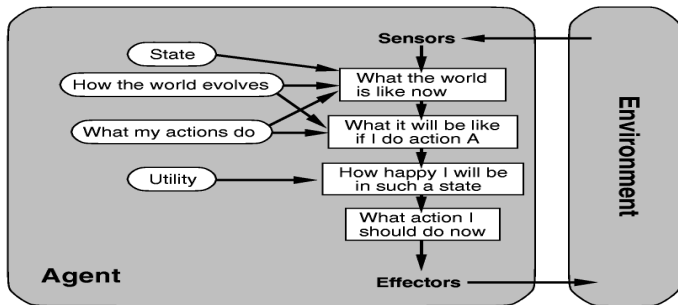 Sensors
State
How the world evolves
What my actions do
Utility
What the world
is like now
What it will be like
if I do action A
How happy I will be
in such a state
What action I
should do now
Agent
Effectors
Environment